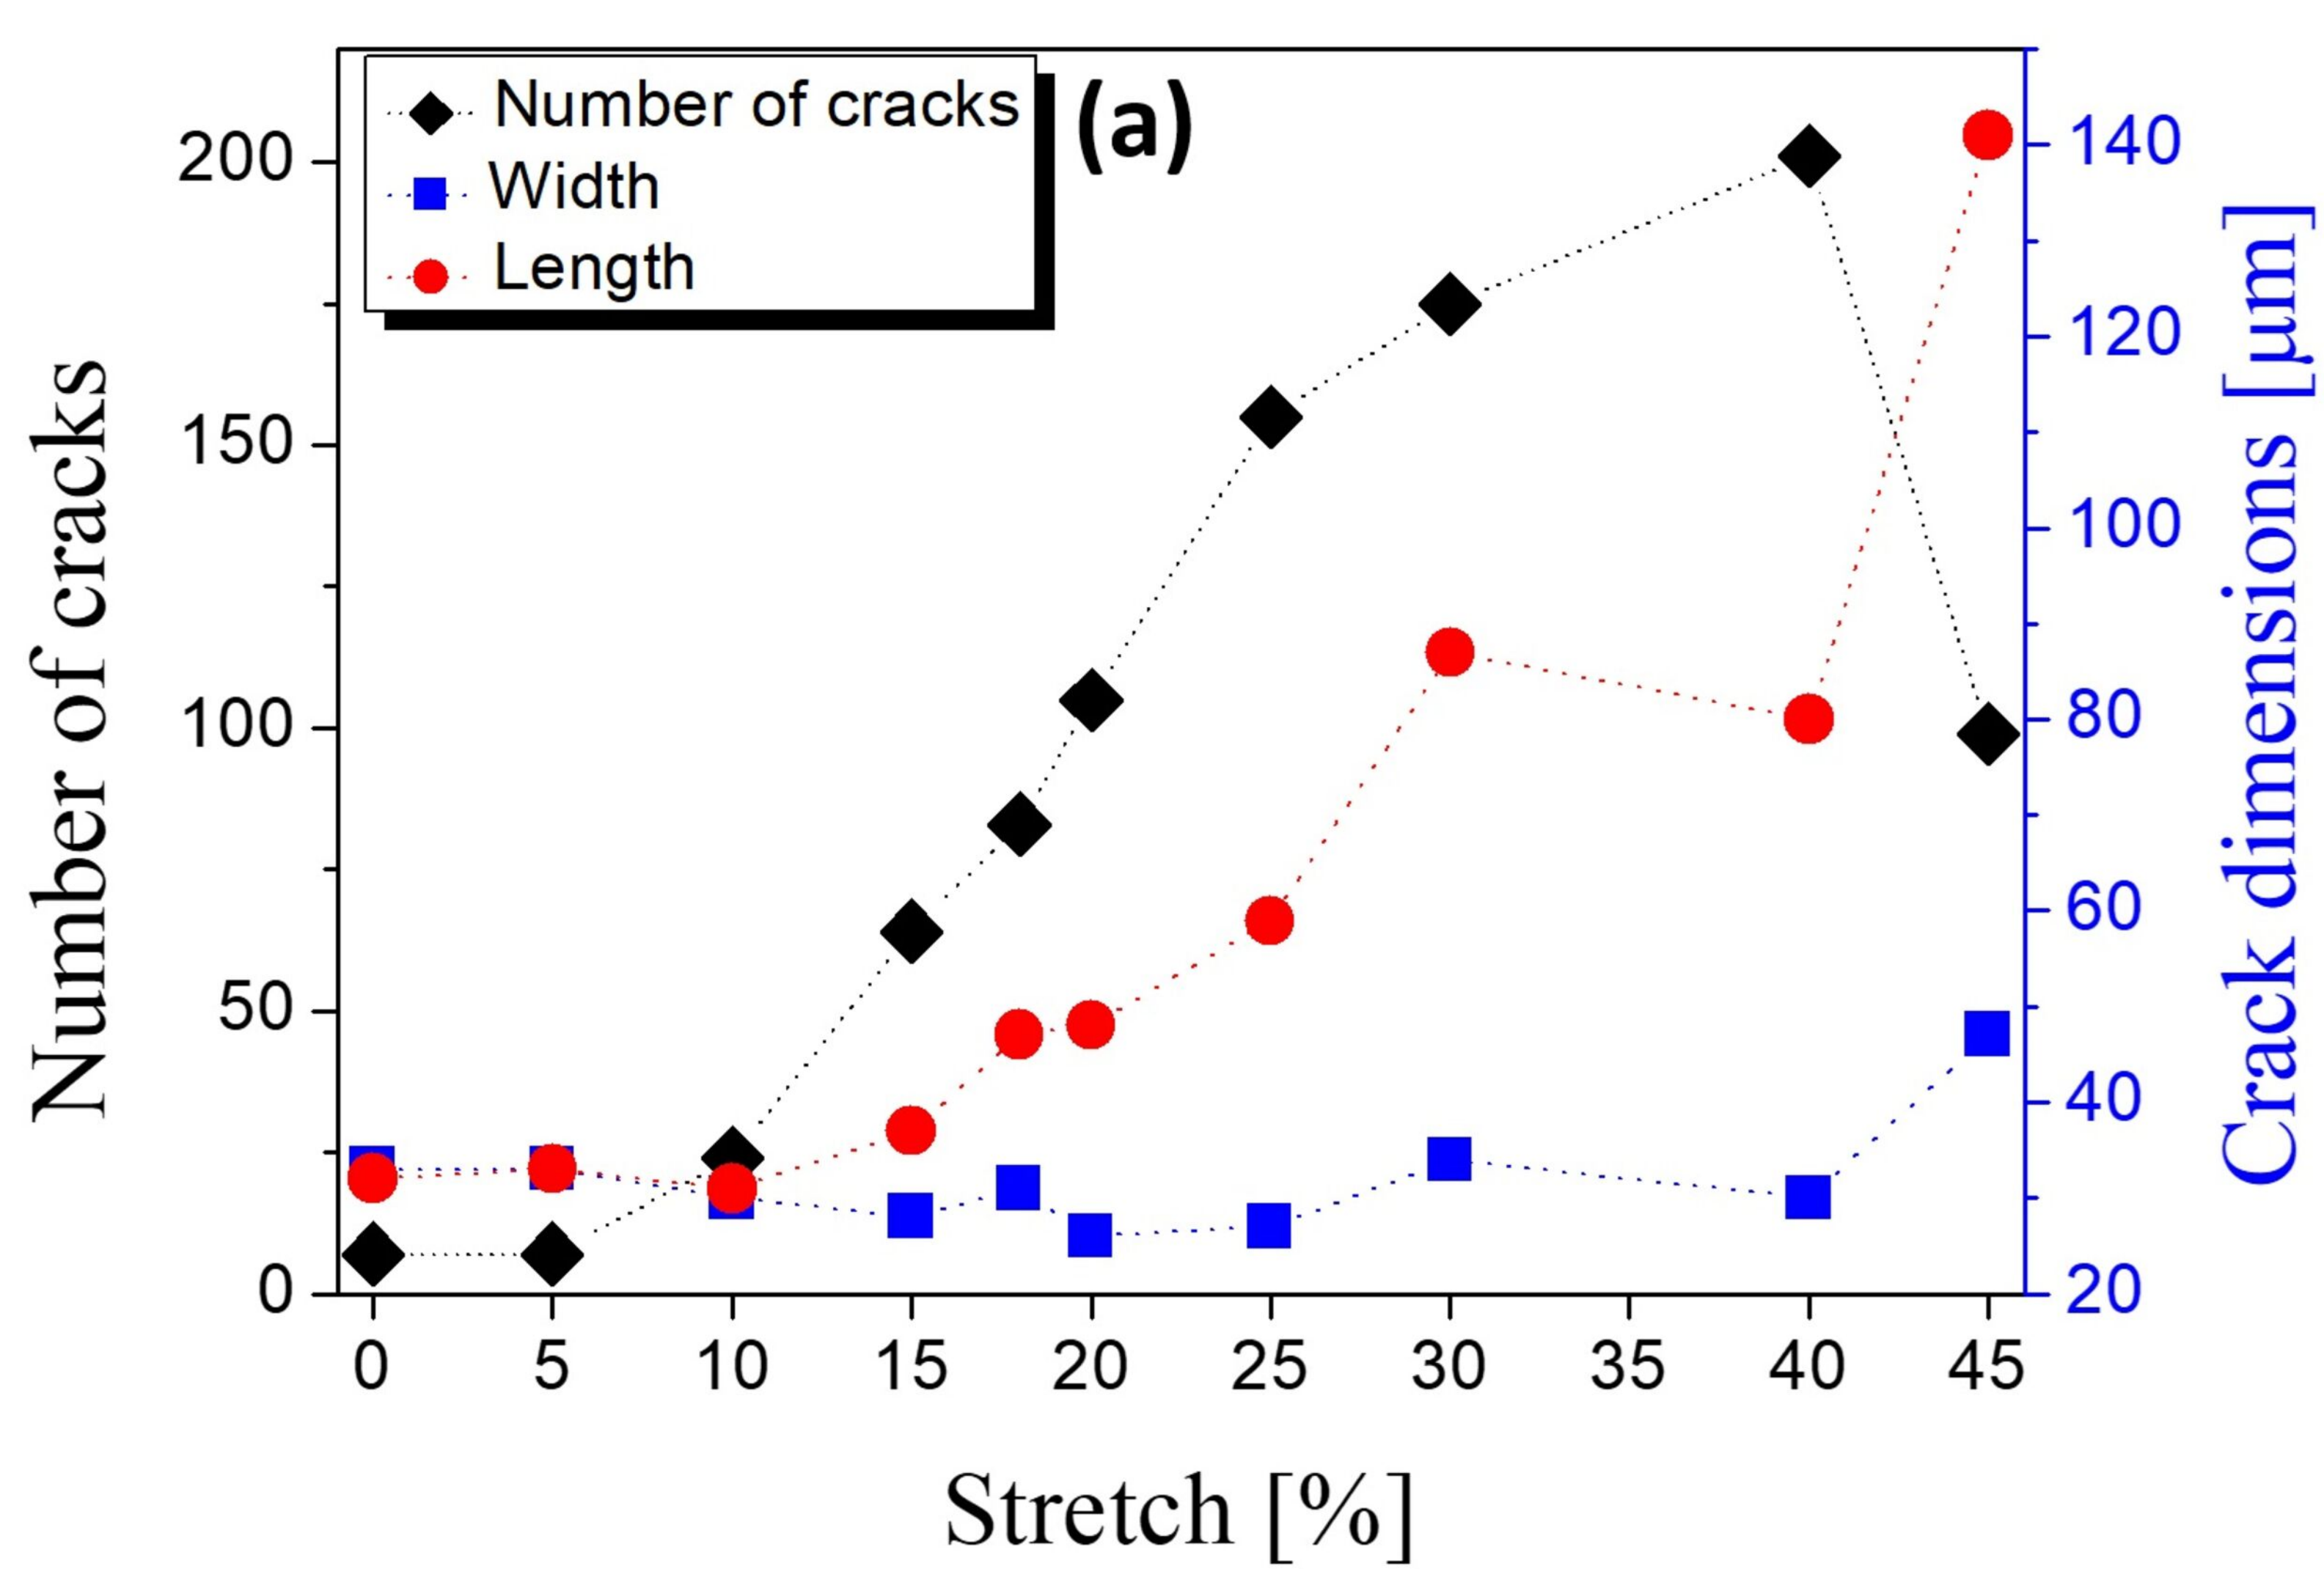 Number of cracks
Width
Length
(a)
Number of cracks
200
150
100
50
0
140
120
100
80
60
40
20
Crack dimensions [μm]
0 5 10 15 20 25 30 35 40 45
Stretch [%]